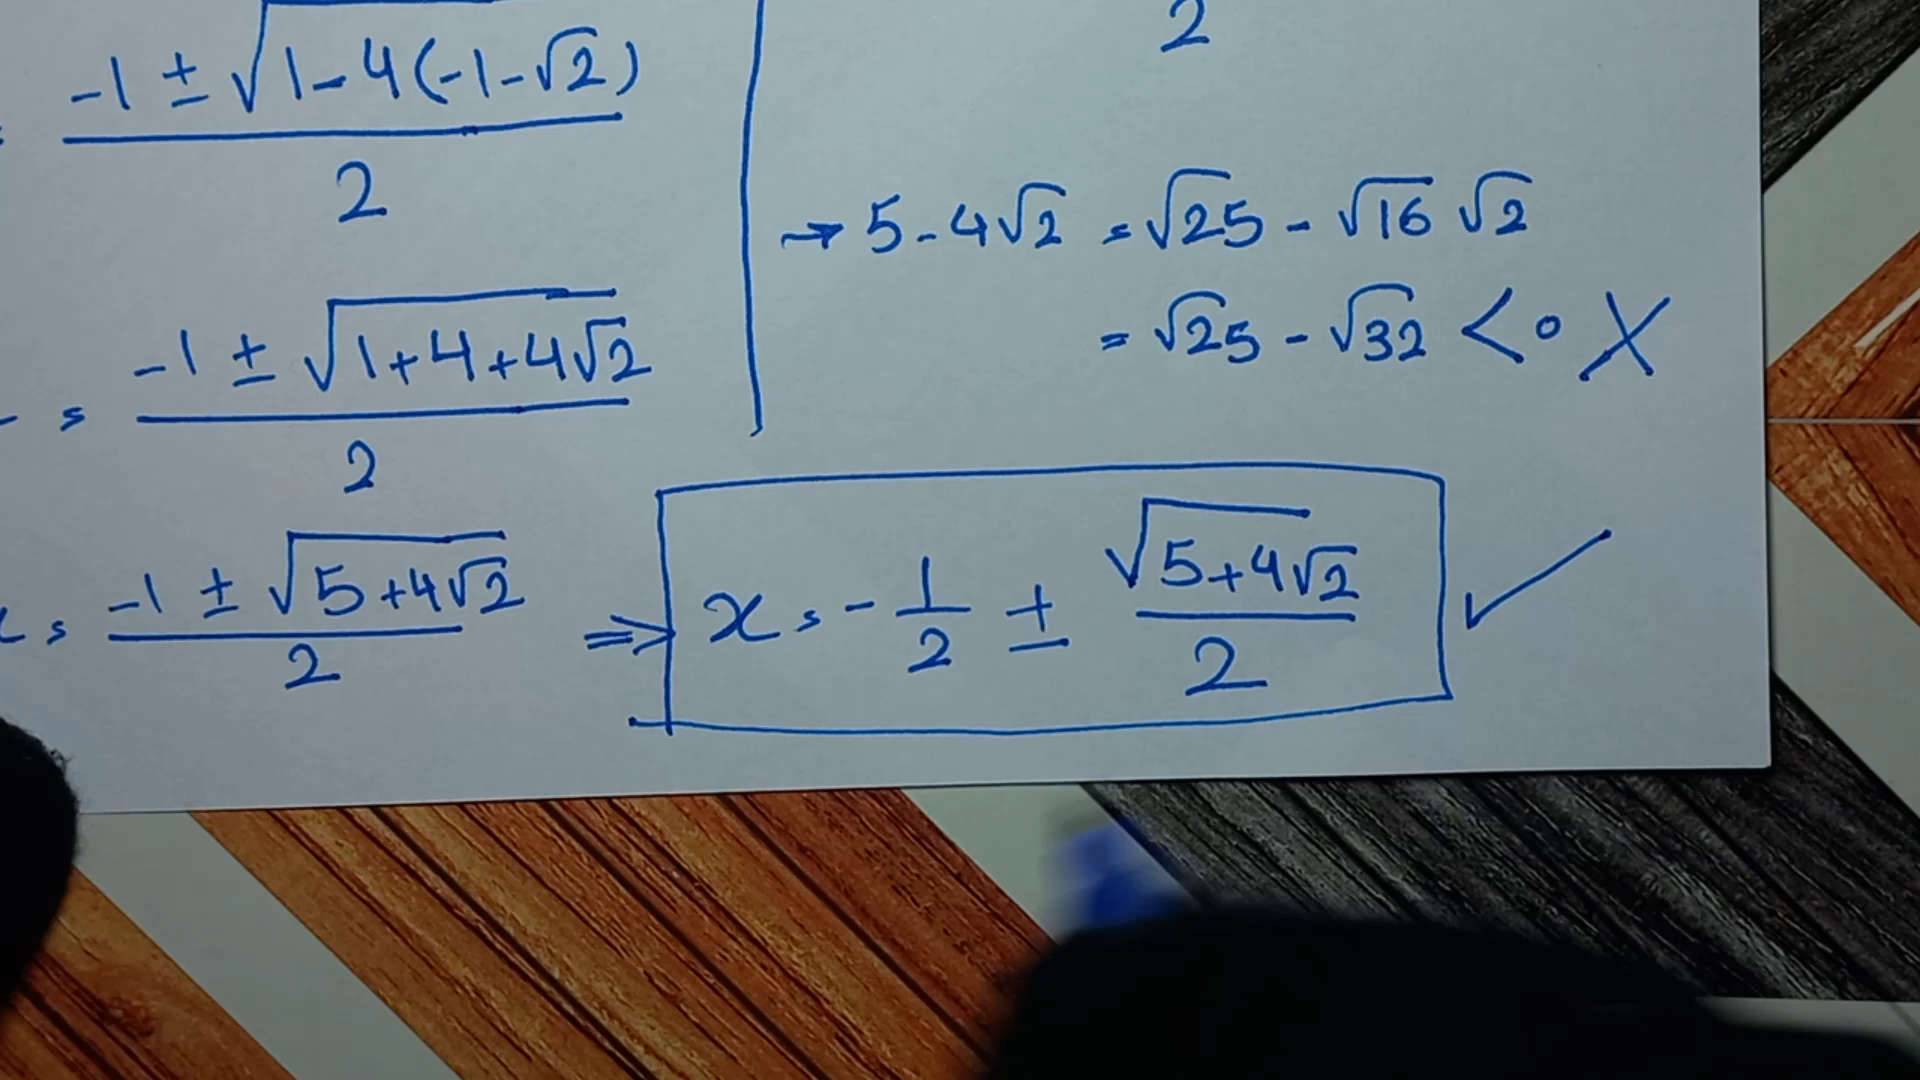 -1 ± √(1-4(-1-√2))
2
= (-1 ± √(1+4+4√2)) / 2
x = (-1 ± √(5+4√2)) / 2
2
→ 5-4√2 = √25 - √16 √2
= √25 - √32 < 0 X
⇒ x = -1/2 ± √(5+4√2)/2 ✓